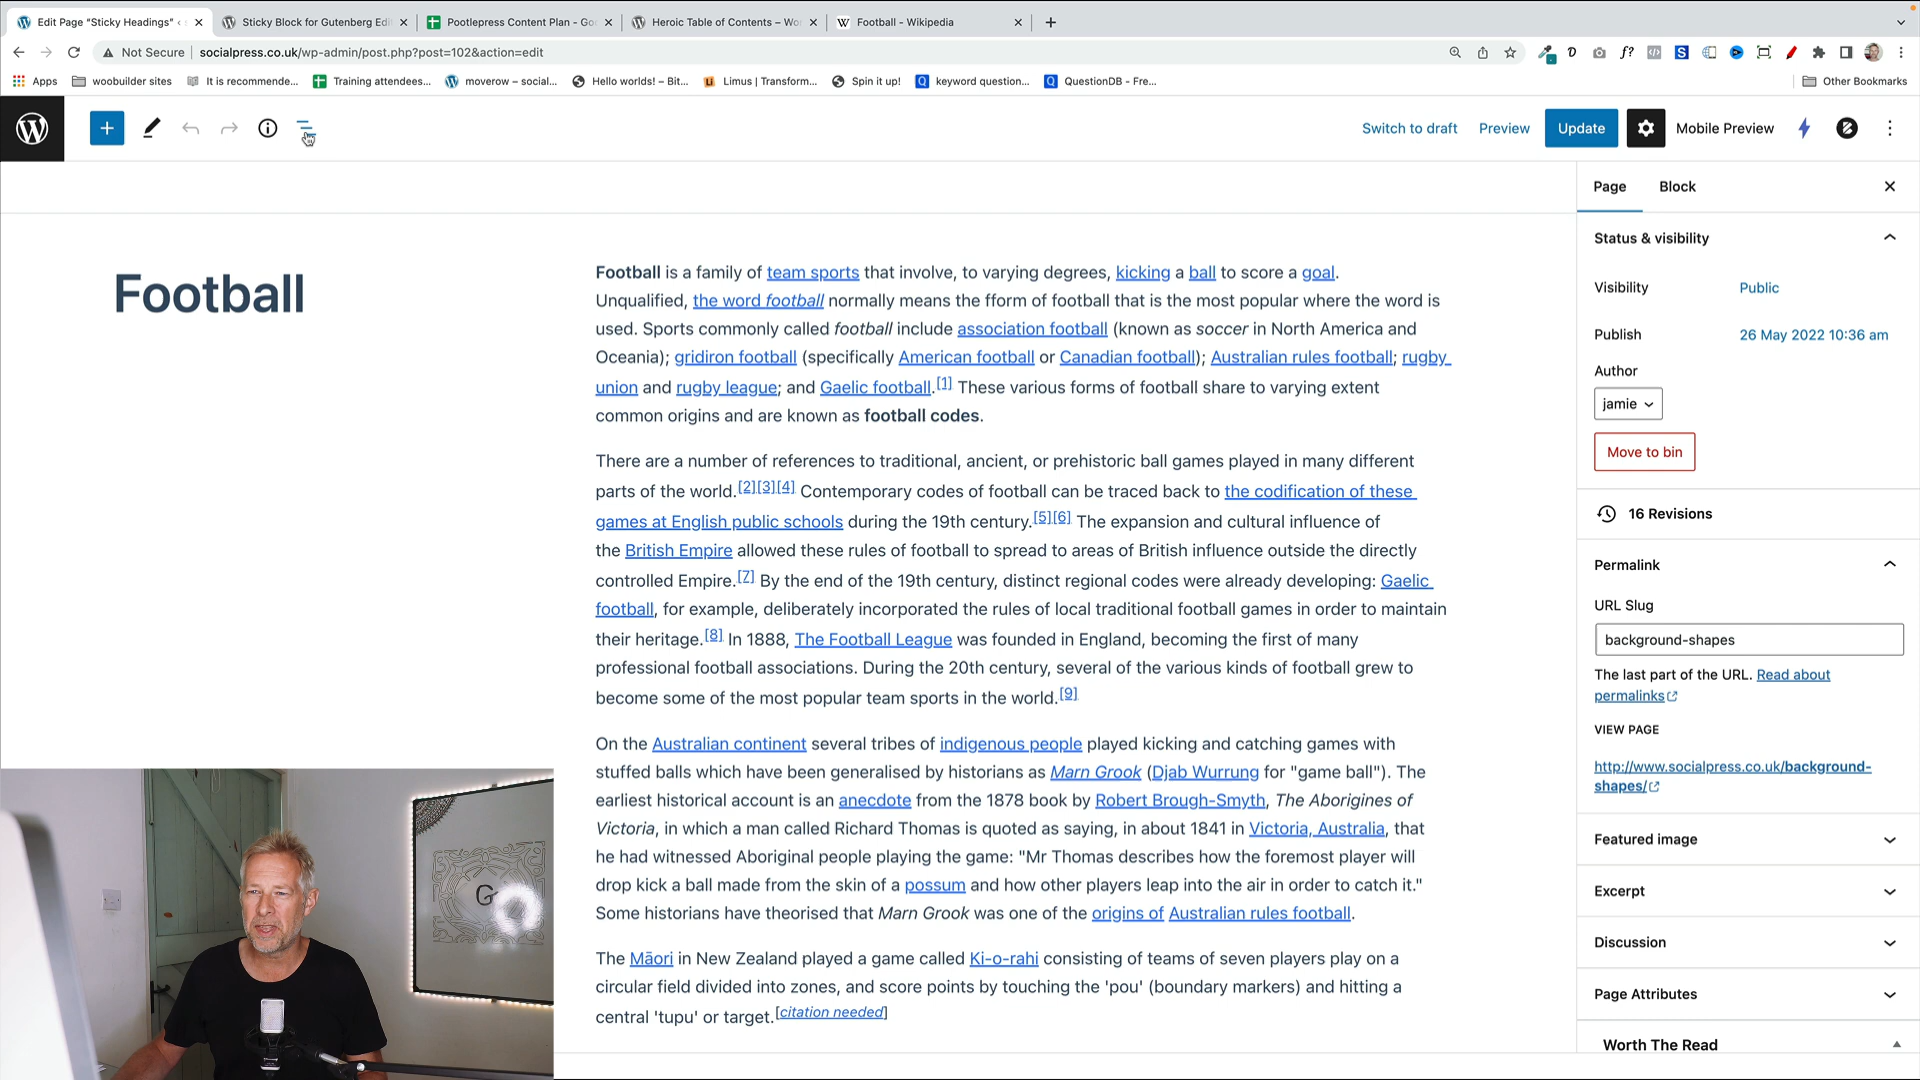 Edit Page “Sticky Headings” ‹
Sticky Block for Gutenberg Edi
Pootlepress Content Plan - Go
Heroic Table of Contents – Wo
Football - Wikipedia
Not Secure
socialpress.co.uk/wp-admin/post.php?post=102&action=edit
Apps
woobuilder sites
It is recommende...
Training attendees...
moverow – social...
Hello worlds! – Bit...
Limus | Transform...
Spin it up!
keyword question...
QuestionDB - Fre...
Other Bookmarks
Switch to draft
Preview
Update
Mobile Preview
Football
Football is a family of team sports that involve, to varying degrees, kicking a ball to score a goal.
Unqualified, the word football normally means the fform of football that is the most popular where the word is
used. Sports commonly called football include association football (known as soccer in North America and
Oceania); gridiron football (specifically American football or Canadian football); Australian rules football; rugby
union and rugby league; and Gaelic football.[1] These various forms of football share to varying extent
common origins and are known as football codes.
There are a number of references to traditional, ancient, or prehistoric ball games played in many different
parts of the world.[2][3][4] Contemporary codes of football can be traced back to the codification of these
games at English public schools during the 19th century.[5][6] The expansion and cultural influence of
the British Empire allowed these rules of football to spread to areas of British influence outside the directly
controlled Empire.[7] By the end of the 19th century, distinct regional codes were already developing: Gaelic
football, for example, deliberately incorporated the rules of local traditional football games in order to maintain
their heritage.[8] In 1888, The Football League was founded in England, becoming the first of many
professional football associations. During the 20th century, several of the various kinds of football grew to
become some of the most popular team sports in the world.[9]
On the Australian continent several tribes of indigenous people played kicking and catching games with
stuffed balls which have been generalised by historians as Marn Grook (Djab Wurrung for "game ball"). The
earliest historical account is an anecdote from the 1878 book by Robert Brough-Smyth, The Aborigines of
Victoria, in which a man called Richard Thomas is quoted as saying, in about 1841 in Victoria, Australia, that
he had witnessed Aboriginal people playing the game: "Mr Thomas describes how the foremost player will
drop kick a ball made from the skin of a possum and how other players leap into the air in order to catch it."
Some historians have theorised that Marn Grook was one of the origins of Australian rules football.
The Māori in New Zealand played a game called Ki-o-rahi consisting of teams of seven players play on a
circular field divided into zones, and score points by touching the 'pou' (boundary markers) and hitting a
central 'tupu' or target.[citation needed]
Page
Block
Status & visibility
Visibility
Public
Publish
26 May 2022 10:36 am
Author
jamie
Move to bin
16 Revisions
Permalink
URL Slug
background-shapes
The last part of the URL. Read about
permalinks
VIEW PAGE
http://www.socialpress.co.uk/background-
shapes/
Featured image
Excerpt
Discussion
Page Attributes
Worth The Read
G